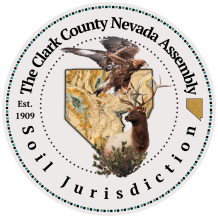 The Clark County Nevada Assembly
Est.
1909
Soil Jurisdiction